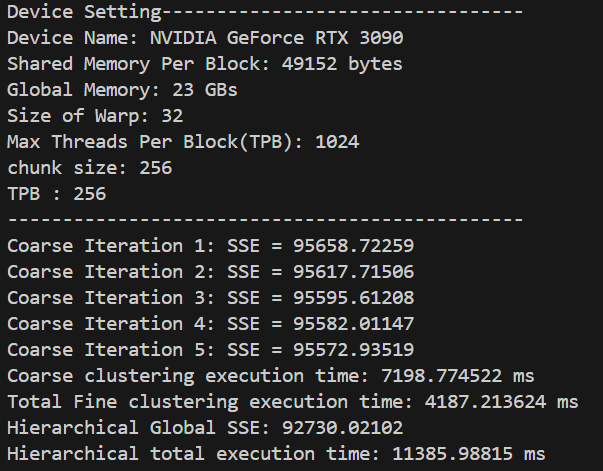 Device Setting---------------------------------
Device Name: NVIDIA GeForce RTX 3090
Shared Memory Per Block: 49152 bytes
Global Memory: 23 GBs
Size of Warp: 32
Max Threads Per Block(TPB): 1024
chunk size: 256
TPB : 256
-----------------------------------------------
Coarse Iteration 1: SSE = 95658.72259
Coarse Iteration 2: SSE = 95617.71506
Coarse Iteration 3: SSE = 95595.61208
Coarse Iteration 4: SSE = 95582.01147
Coarse Iteration 5: SSE = 95572.93519
Coarse clustering execution time: 7198.774522 ms
Total Fine clustering execution time: 4187.213624 ms
Hierarchical Global SSE: 92730.02102
Hierarchical total execution time: 11385.98815 ms